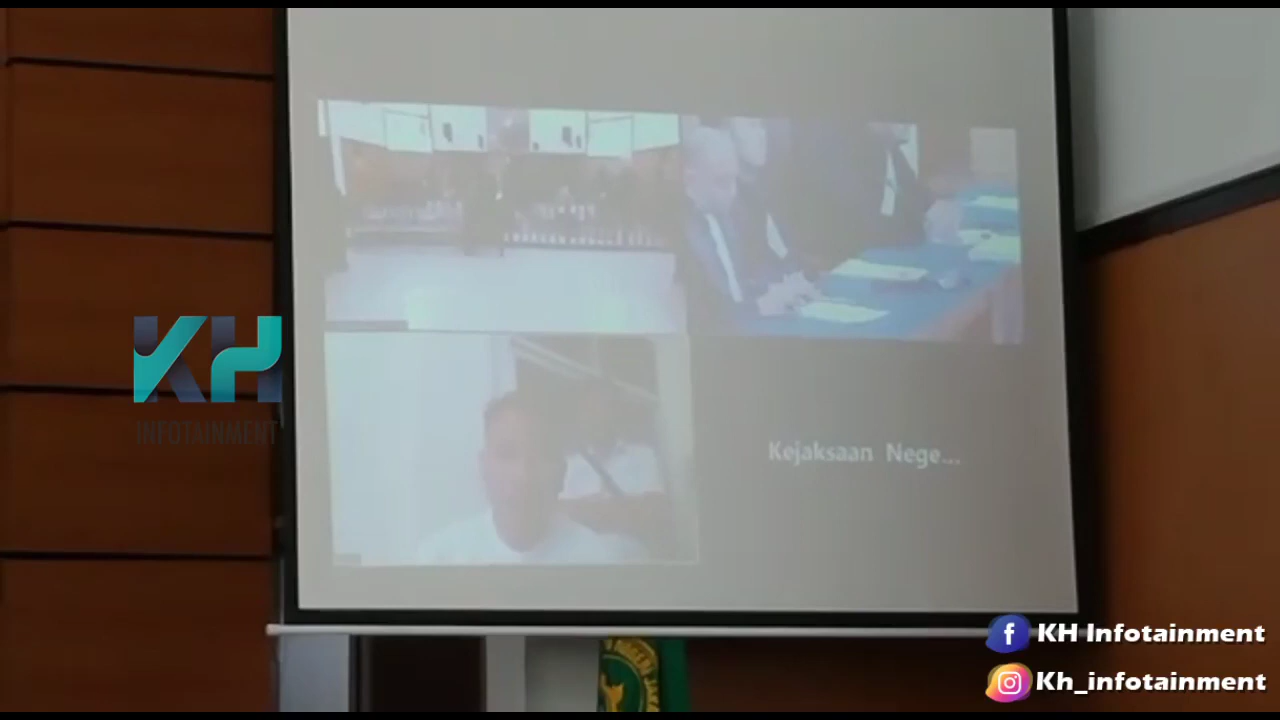 Kejaksaan Nege...
KH
INFOTAINMENT
KH Infotainment
Kh_infotainment